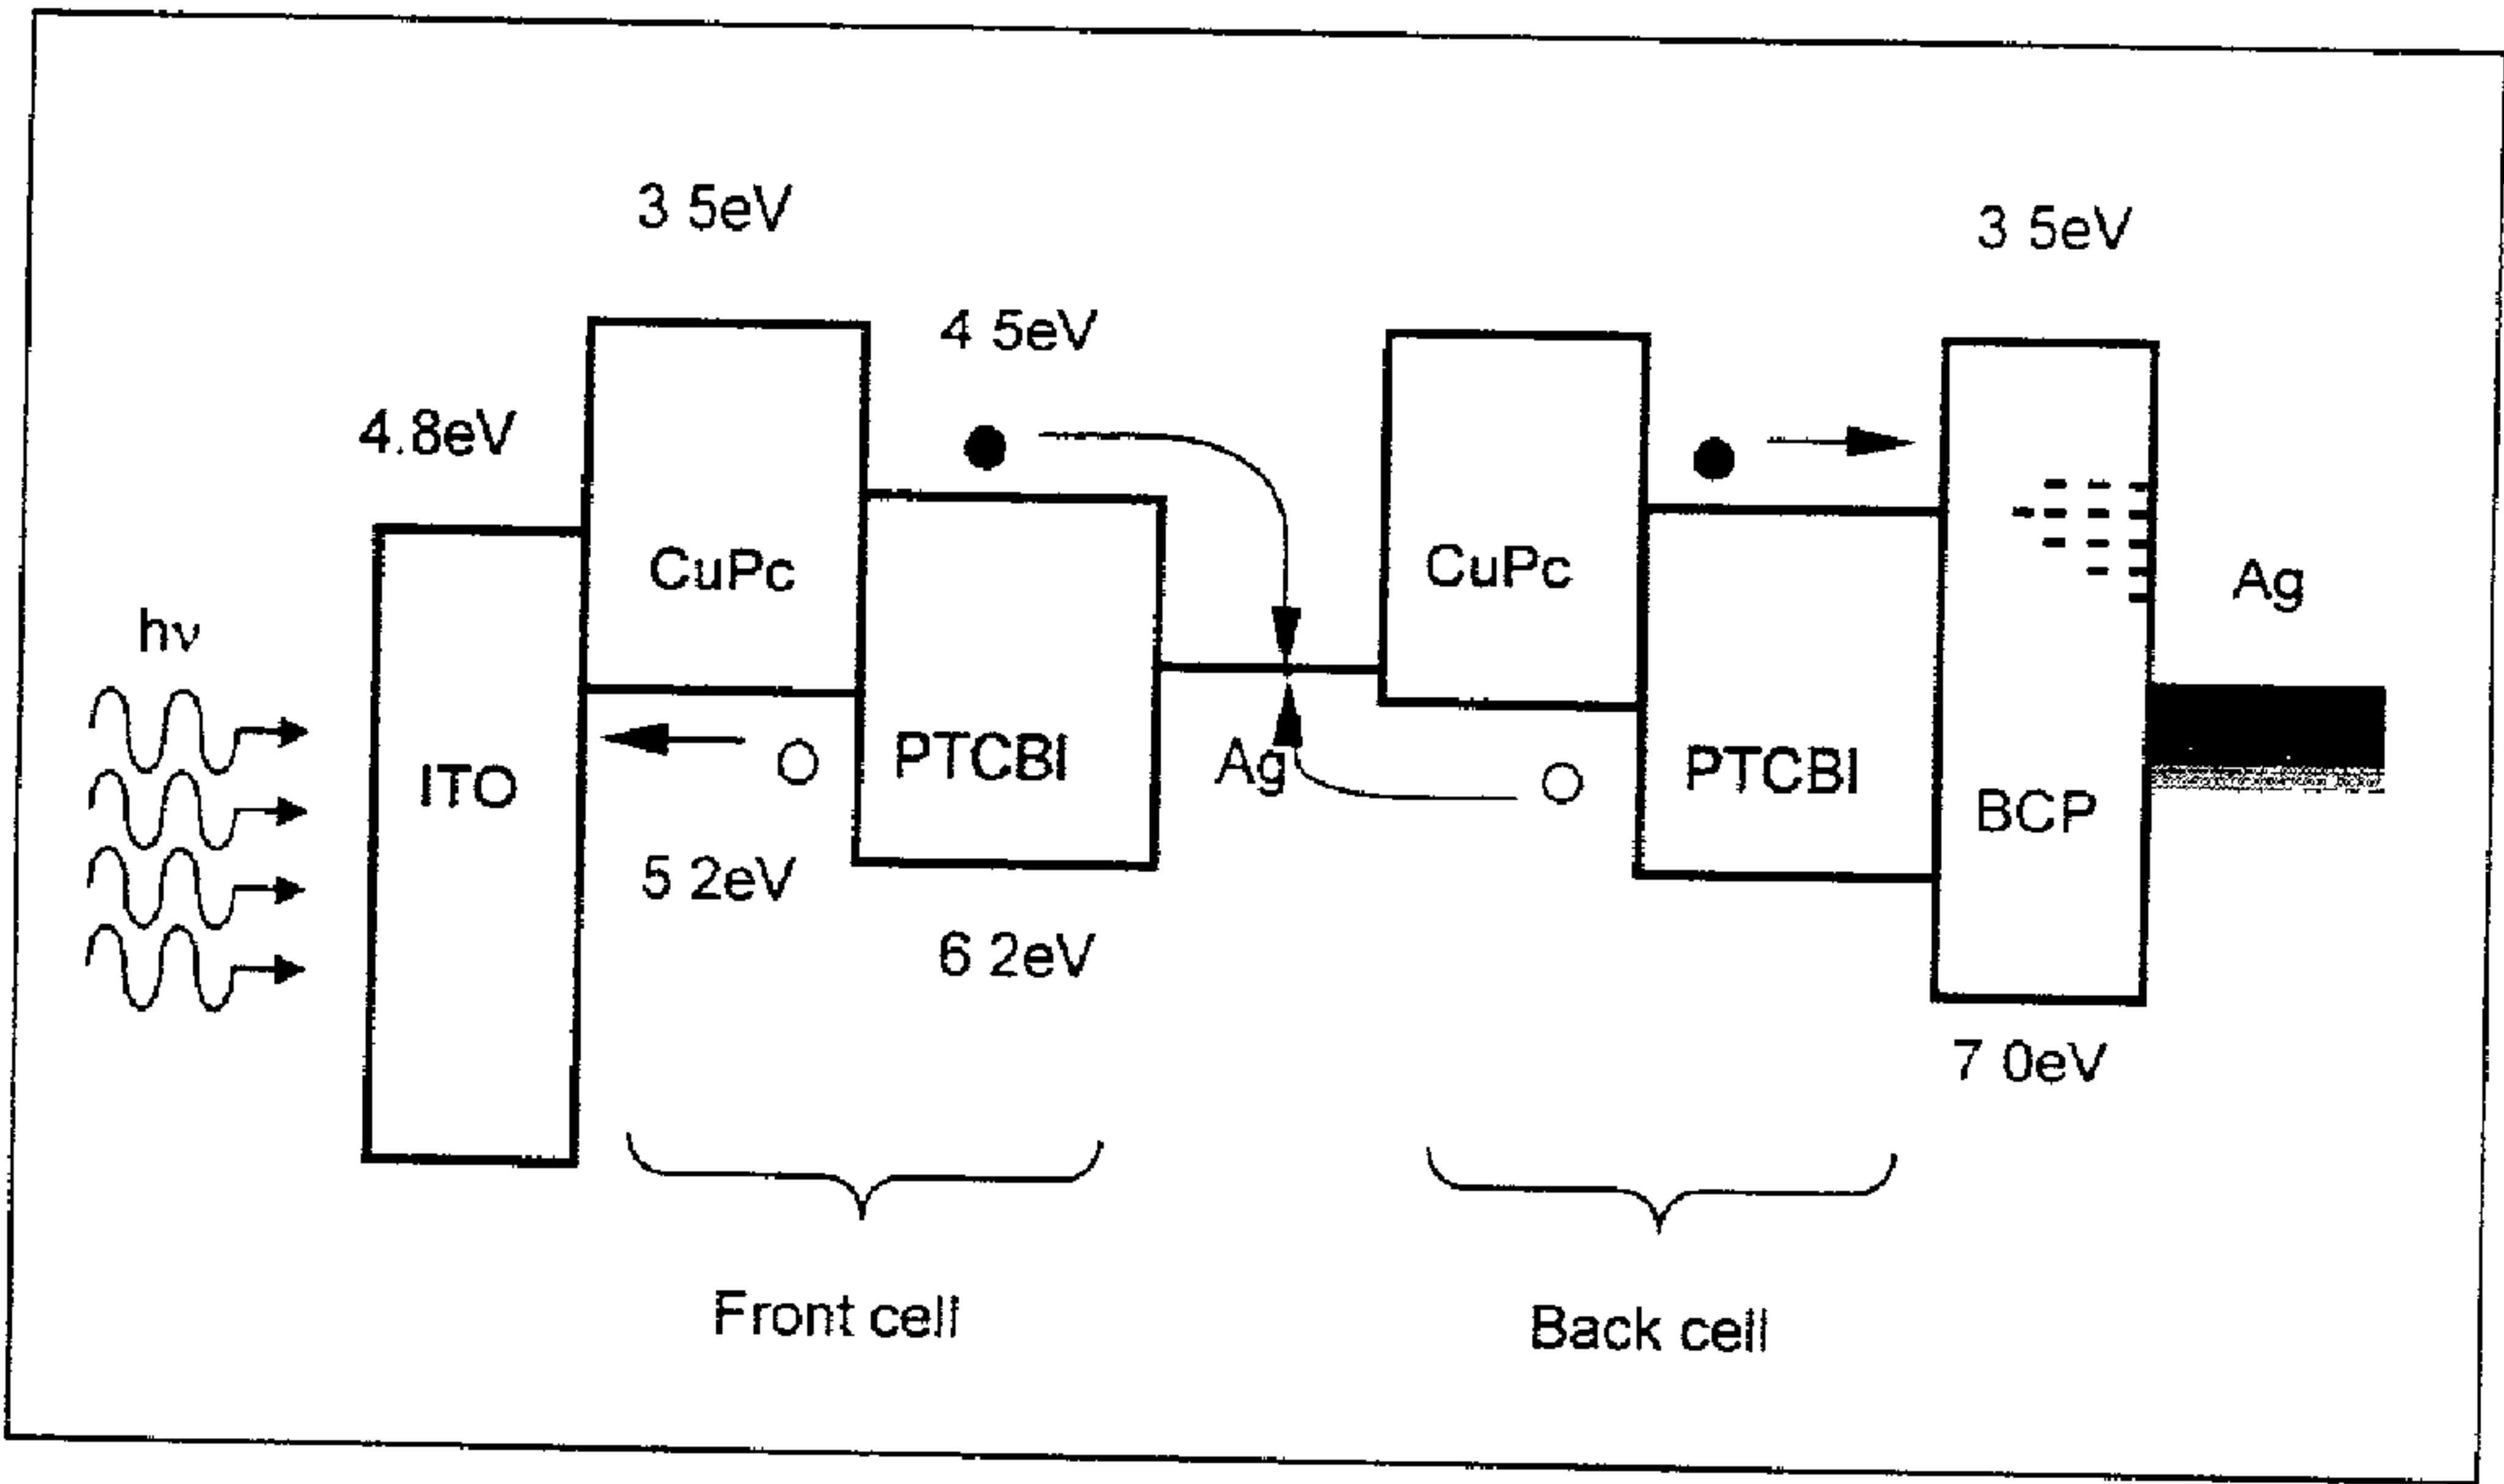 3 5eV
3 5eV
4 5eV
4.8eV
CuPc
CuPc
Ag
hν
ITO
PTCBI
Ag
PTCBI
BCP
5 2eV
6 2eV
7 0eV
Front cell
Back cell